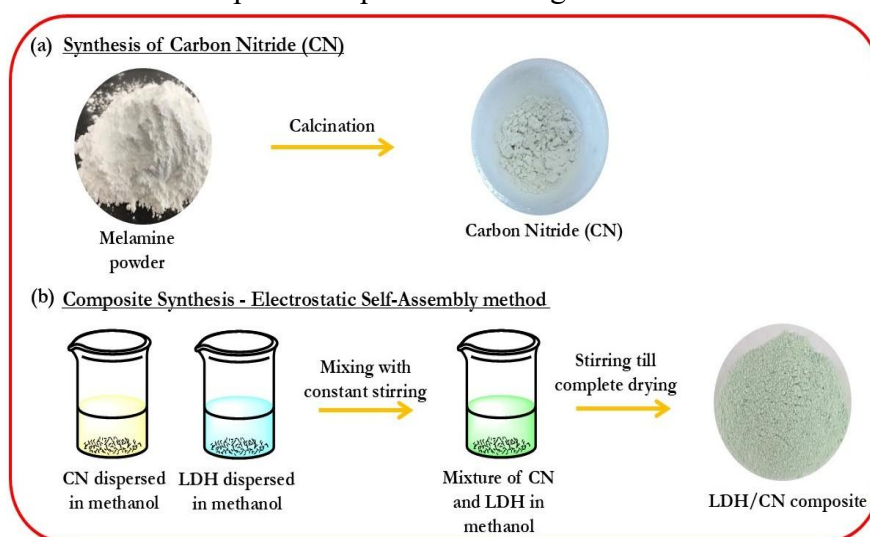 (a) Synthesis of Carbon Nitride (CN)
Calcination
Melamine
powder
Carbon Nitride (CN)
(b) Composite Synthesis - Electrostatic Self-Assembly method
Mixing with
constant stirring
Stirring till
complete drying
CN dispersed
in methanol
LDH dispersed
in methanol
Mixture of CN
and LDH in
methanol
LDH/CN composite